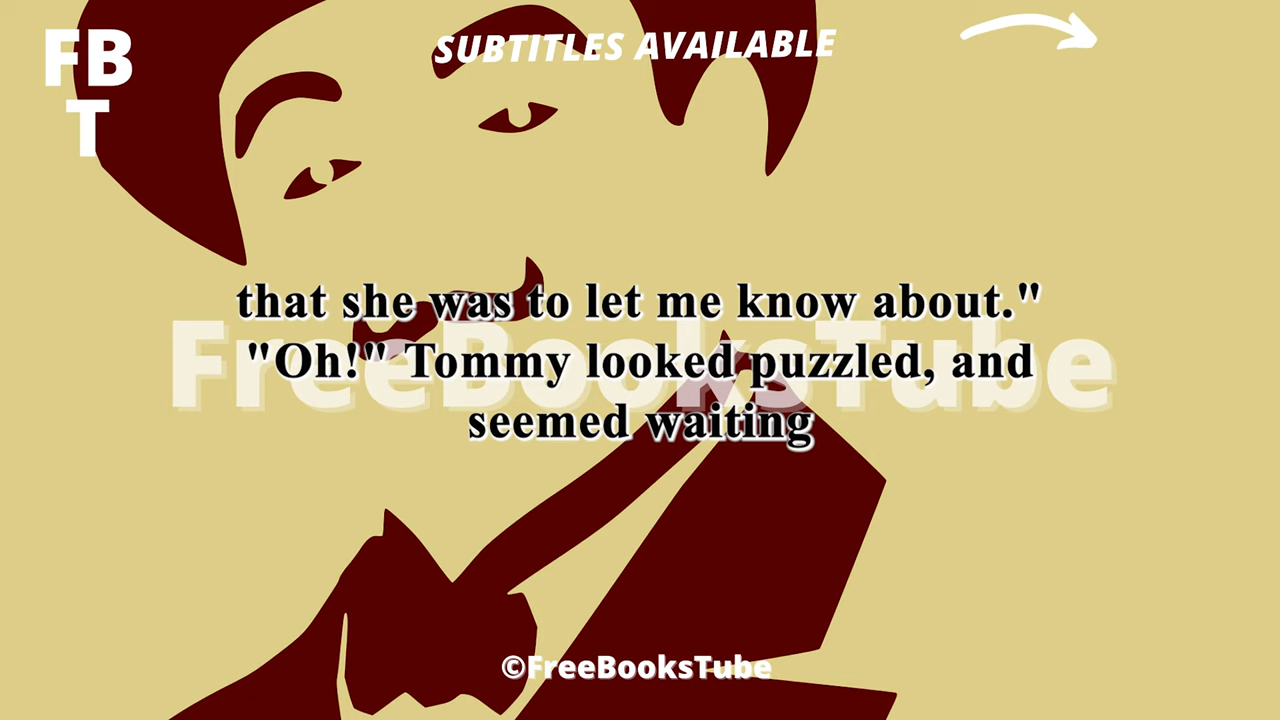 FB
T
SUBTITLES AVAILABLE
that she was to let me know about."
"Oh!" Tommy looked puzzled, and
seemed waiting
FreeBooksTube
©FreeBooksTube